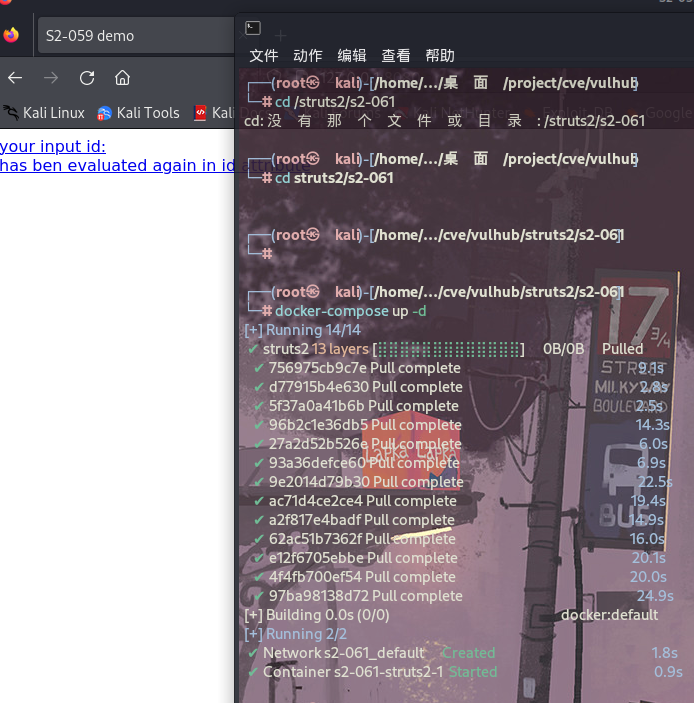 S2-059 demo
Kali Linux Kali Tools
your input id:
has ben evaluated again in id
文件 动作 编辑 查看 帮助
┌──(root㉿kali)-[/home/…/桌面/project/cve/vulhub]
└─# cd /struts2/s2-061
cd: 没有那个文件或目录: /struts2/s2-061
┌──(root㉿kali)-[/home/…/桌面/project/cve/vulhub]
└─# cd struts2/s2-061
┌──(root㉿kali)-[/home/…/cve/vulhub/struts2/s2-061]
└─#
┌──(root㉿kali)-[/home/…/cve/vulhub/struts2/s2-061]
└─# docker-compose up -d
[+] Running 14/14
✔ struts2 13 layers [⣿⣿⣿⣿⣿⣿⣿⣿⣿⣿⣿⣿⣿] 0B/0B Pulled
✔ 756975cb9c7e Pull complete 9.1s
✔ d77915b4e630 Pull complete 2.8s
✔ 5f37a0a41b6b Pull complete 2.5s
✔ 96b2c1e36db5 Pull complete 14.3s
✔ 27a2d52b526e Pull complete 6.0s
✔ 93a36defce60 Pull complete 6.9s
✔ 9e2014d79b30 Pull complete 22.5s
✔ ac71d4ce2ce4 Pull complete 19.4s
✔ a2f817e4badf Pull complete 14.9s
✔ 62ac51b7362f Pull complete 16.0s
✔ e12f6705ebbe Pull complete 20.1s
✔ 4f4fb700ef54 Pull complete 20.0s
✔ 97ba98138d72 Pull complete 24.9s
[+] Building 0.0s (0/0) docker:default
[+] Running 2/2
✔ Network s2-061_default Created 1.8s
✔ Container s2-061-struts2-1 Started 0.9s
17 3/4
STREET
MILKYWAY
BOULEVARD
BUS